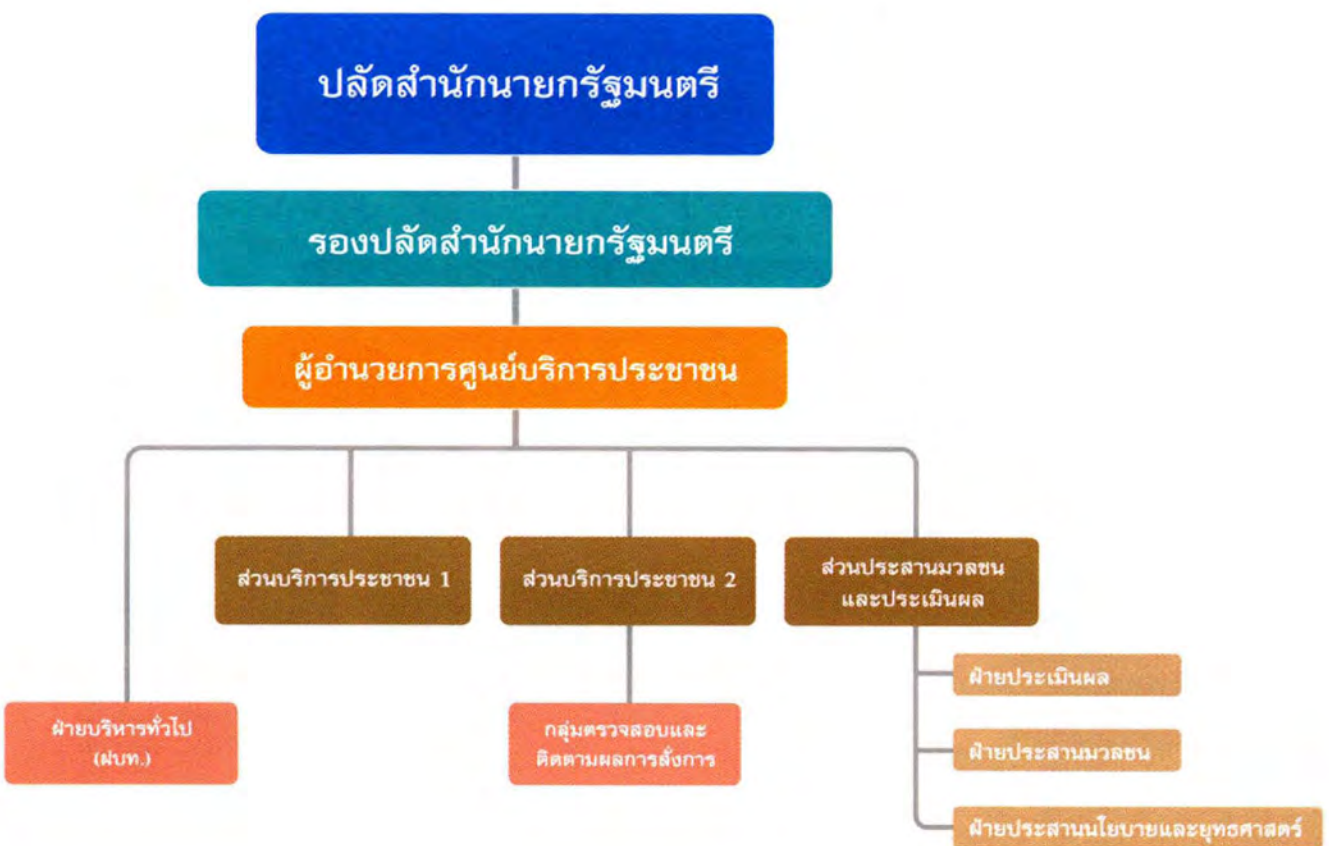 ปลัดสำนักนายกรัฐมนตรี
รองปลัดสำนักนายกรัฐมนตรี
ผู้อำนวยการศูนย์บริการประชาชน
ส่วนบริการประชาชน 1
ส่วนบริการประชาชน 2
ส่วนประสานมวลชน
และประเมินผล
ฝ่ายประเมินผล
ฝ่ายบริหารทั่วไป
(ฝบท.)
กลุ่มตรวจสอบและ
ติดตามผลการสั่งการ
ฝ่ายประสานมวลชน
ฝ่ายประสานนโยบายและยุทธศาสตร์